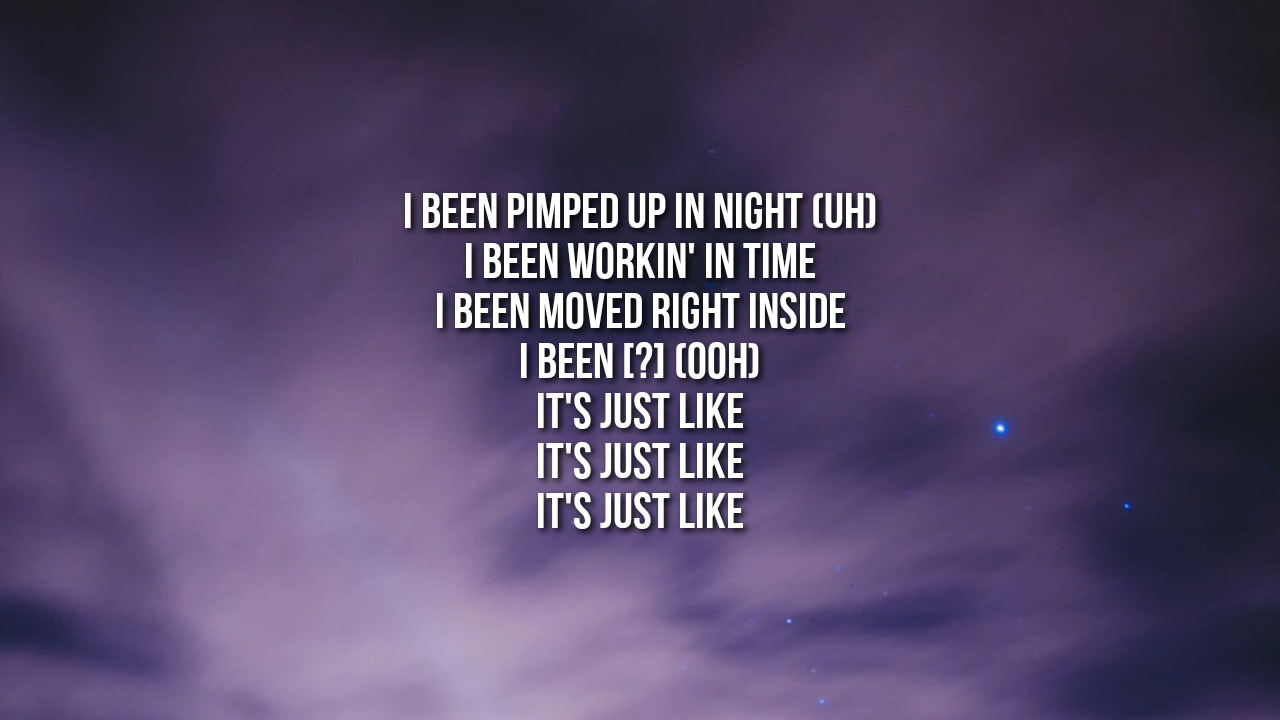 I BEEN PIMPED UP IN NIGHT (UH)
I BEEN WORKIN' IN TIME
I BEEN MOVED RIGHT INSIDE
I BEEN [?] (OOH)
IT'S JUST LIKE
IT'S JUST LIKE
IT'S JUST LIKE